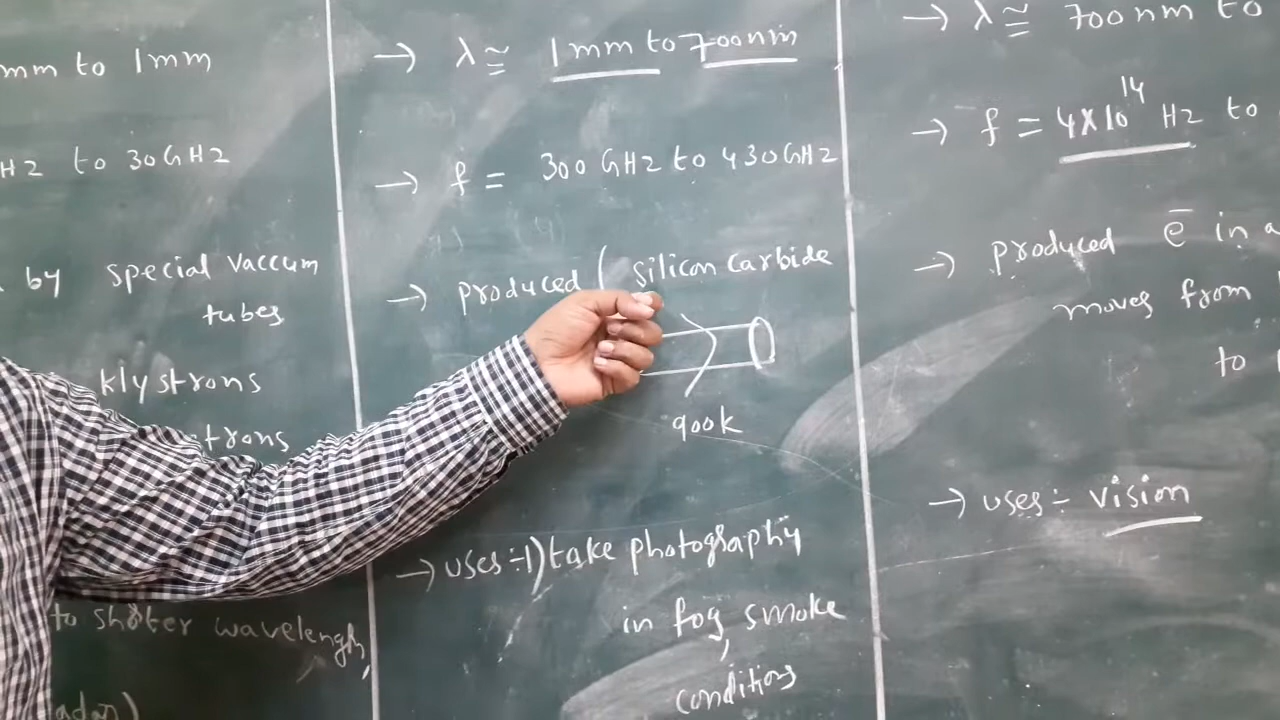 mm to 1mm
Hz to 30GHz
by special vaccum
tubes
klystrons
trons
to shorter wavelength,
→ λ≅ 1mm to 700nm
→ f = 300 GHz to 430GHz
→ produced ( silicon carbide
900k
→ uses ÷ 1) take photography
in fog, smoke
conditions
→ λ≅ 700nm to
→ f = 4x10¹⁴ Hz to
→ produced e̅ in a
moves from
to
→ uses ÷ vision